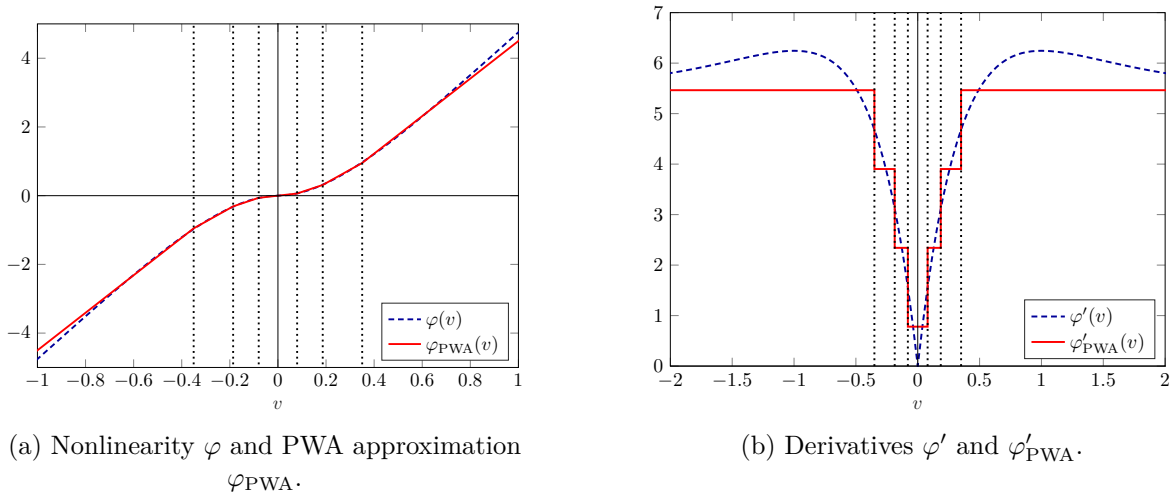 4
2
0
−2
−4
−1 −0.8 −0.6 −0.4 −0.2 0 0.2 0.4 0.6 0.8 1
v
φ(v)
φPWA(v)
(a) Nonlinearity φ and PWA approximation
φPWA.
7
6
5
4
3
2
1
0
−2 −1.5 −1 −0.5 0 0.5 1 1.5 2
v
φ′(v)
φ′PWA(v)
(b) Derivatives φ′ and φ′PWA.